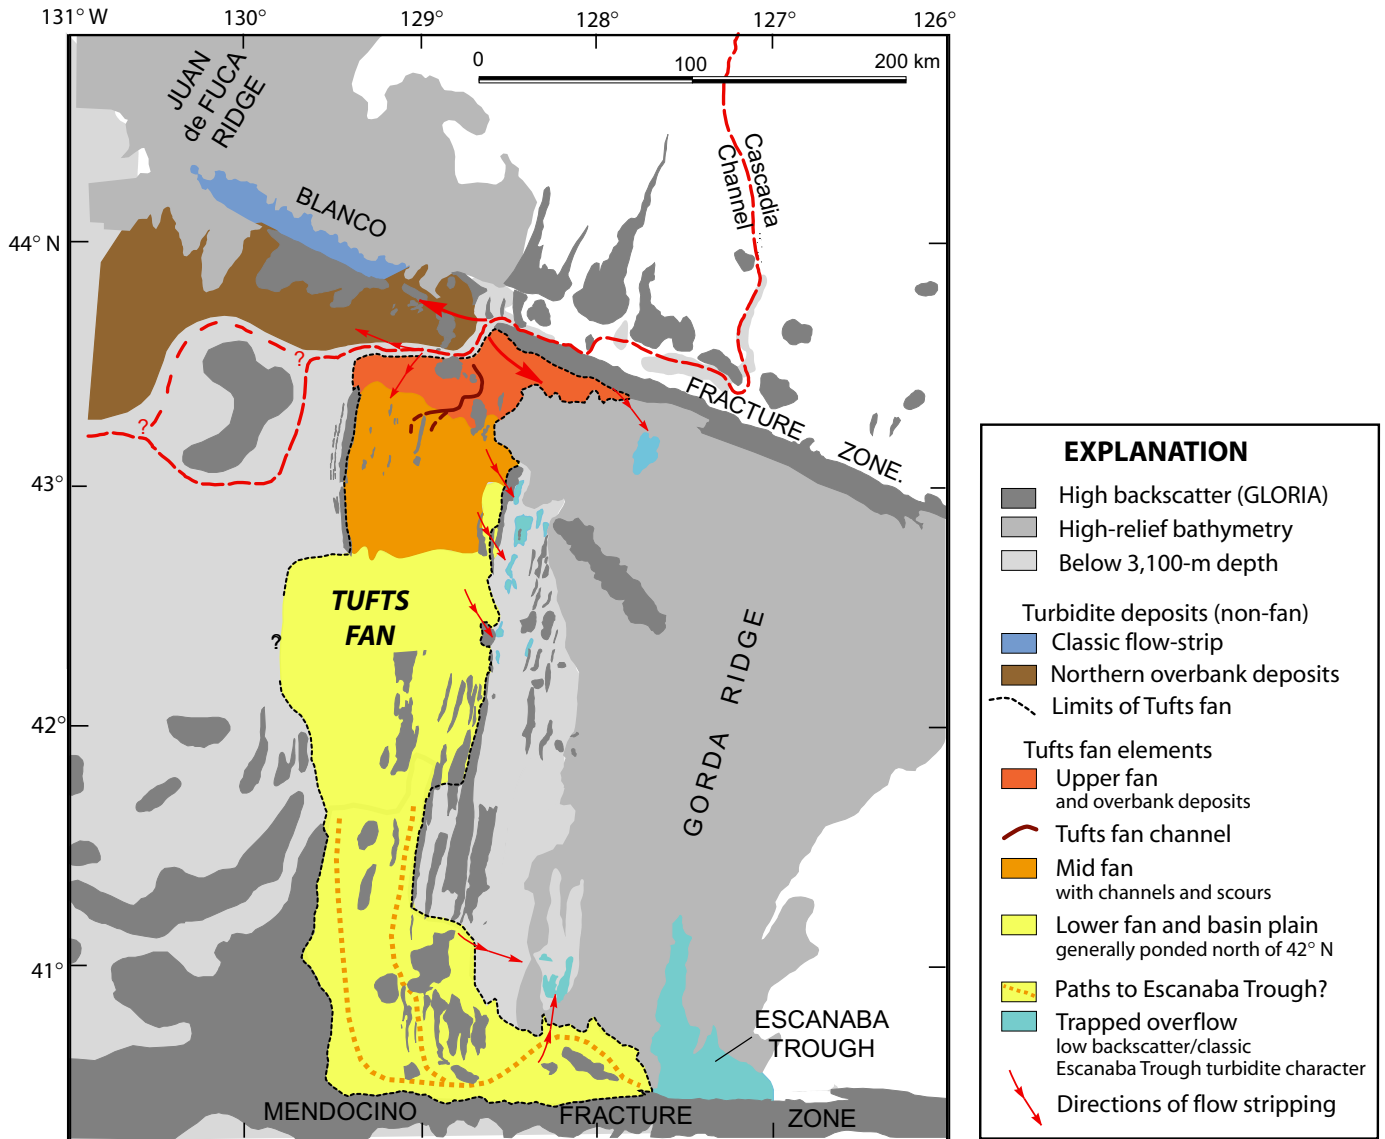 131° W
130°
129°
128°
127°
126°
0
100
200 km
JUAN
de FUCA
RIDGE
Cascadia
Channel
BLANCO
44° N
?
?
FRACTURE
ZONE.
43°
TUFTS
FAN
?
GORDA RIDGE
42°
41°
ESCANABA
TROUGH
MENDOCINO
FRACTURE
ZONE
EXPLANATION
High backscatter (GLORIA)
High-relief bathymetry
Below 3,100-m depth
Turbidite deposits (non-fan)
Classic flow-strip
Northern overbank deposits
Limits of Tufts fan
Tufts fan elements
Upper fan
and overbank deposits
Tufts fan channel
Mid fan
with channels and scours
Lower fan and basin plain
generally ponded north of 42° N
Paths to Escanaba Trough?
Trapped overflow
low backscatter/classic
Escanaba Trough turbidite character
Directions of flow stripping